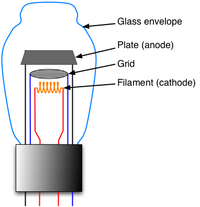 Glass envelope
Plate (anode)
Grid
Filament (cathode)